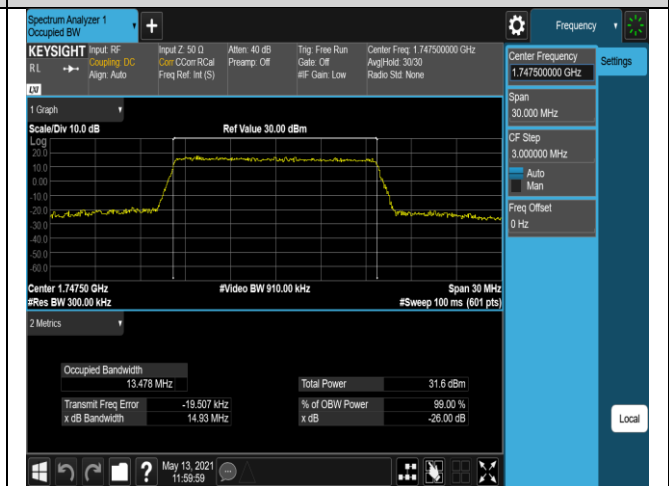 Spectrum Analyzer 1
Occupied BW
+
Frequency
KEYSIGHT
RL
LXI
Input: RF
Coupling: DC
Align: Auto
Input Z: 50 Ω
Corr CCorr RCal
Freq Ref: Int (S)
Atten: 40 dB
Preamp: Off
Trig: Free Run
Gate: Off
#IF Gain: Low
Center Freq: 1.747500000 GHz
Avg|Hold: 30/30
Radio Std: None
Center Frequency
1.747500000 GHz
Settings
Span
30.000 MHz
CF Step
3.000000 MHz
Auto
Man
Freq Offset
0 Hz
Local
1 Graph
Scale/Div 10.0 dB
Ref Value 30.00 dBm
Log
20.0
10.0
0.00
-10.0
-20.0
-30.0
-40.0
-50.0
-60.0
Center 1.74750 GHz
#Video BW 910.00 kHz
Span 30 MHz
#Res BW 300.00 kHz
#Sweep 100 ms (601 pts)
2 Metrics
Occupied Bandwidth
13.478 MHz
Total Power 31.6 dBm
Transmit Freq Error -19.507 kHz
% of OBW Power 99.00 %
x dB Bandwidth 14.93 MHz
x dB -26.00 dB
?
May 13, 2021
11:59:59